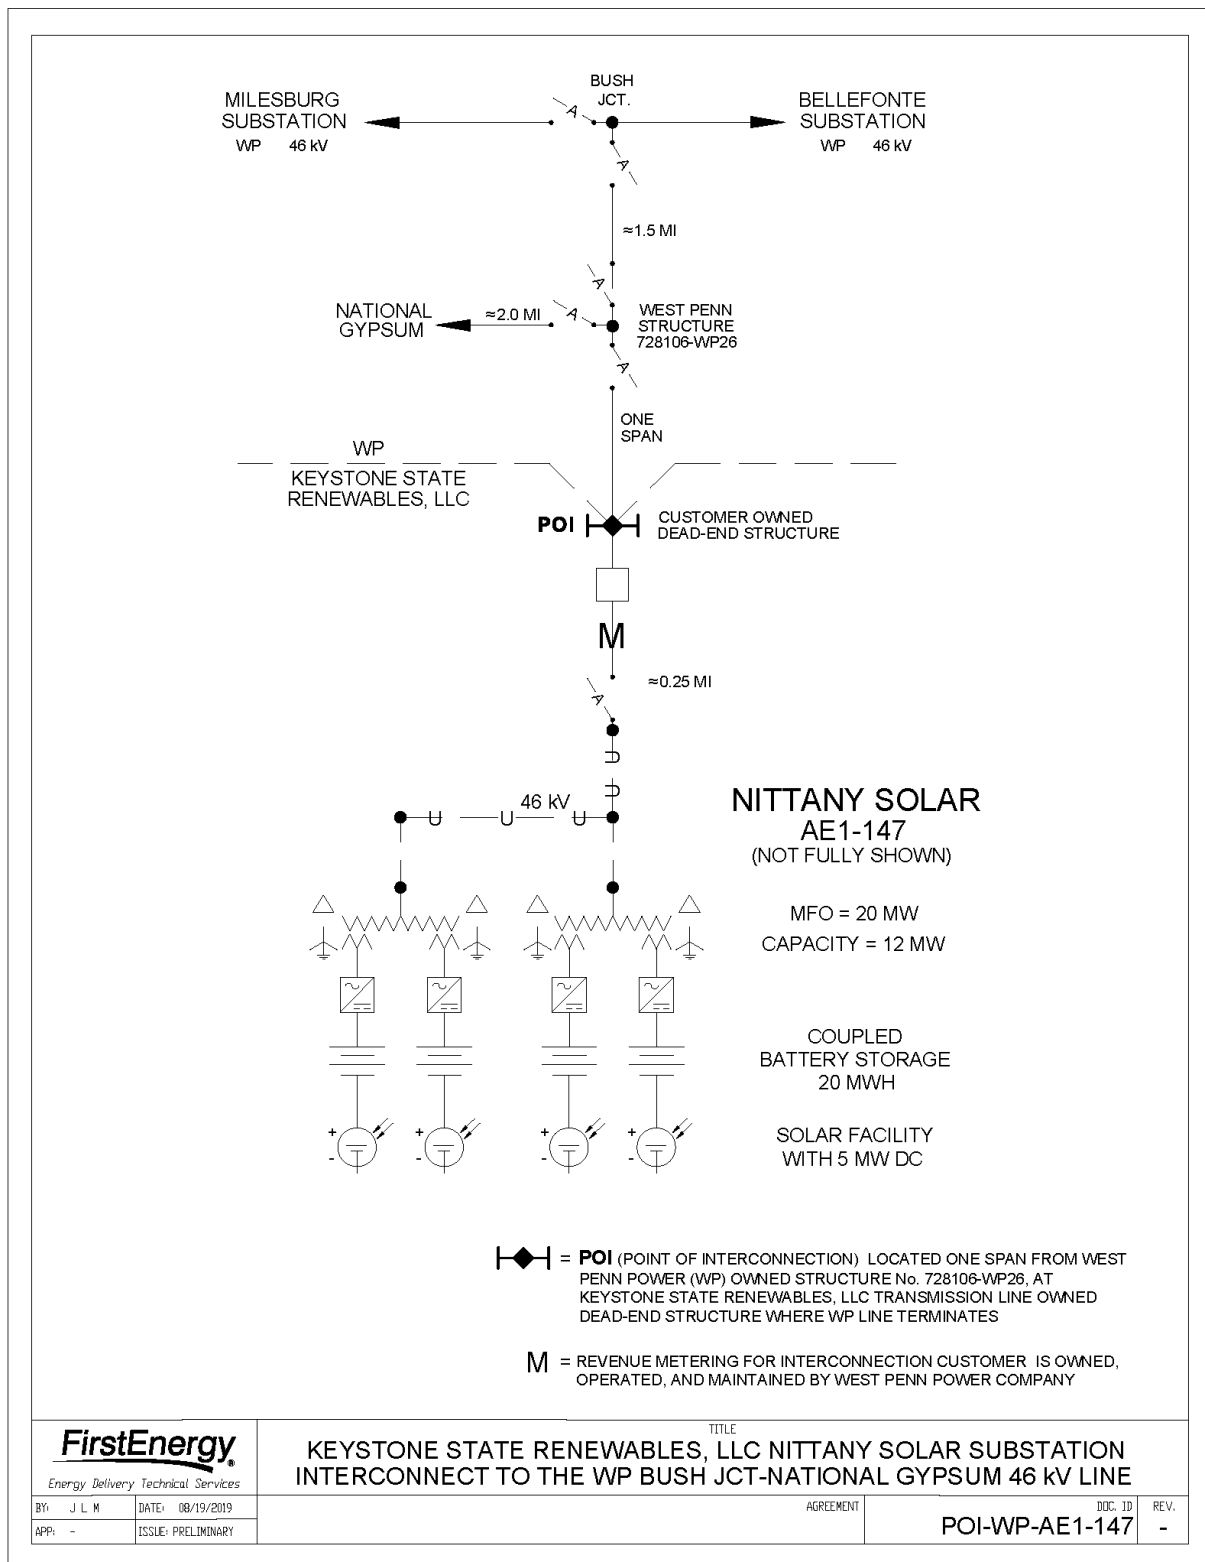 BUSH
JCT.
MILESBURG
SUBSTATION
WP 46 kV
A
BELLEFONTE
SUBSTATION
WP 46 kV
A
≈1.5 MI
A
NATIONAL
GYPSUM
≈2.0 MI
A
WEST PENN
STRUCTURE
728106-WP26
A
ONE
SPAN
WP
KEYSTONE STATE
RENEWABLES, LLC
POI
CUSTOMER OWNED
DEAD-END STRUCTURE
M
≈0.25 MI
A
U
U
46 kV
U U U
NITTANY SOLAR
AE1-147
(NOT FULLY SHOWN)
MFO = 20 MW
CAPACITY = 12 MW
COUPLED
BATTERY STORAGE
20 MWH
+ + + +
- - - -
SOLAR FACILITY
WITH 5 MW DC
= POI (POINT OF INTERCONNECTION) LOCATED ONE SPAN FROM WEST
PENN POWER (WP) OWNED STRUCTURE No. 728106-WP26, AT
KEYSTONE STATE RENEWABLES, LLC TRANSMISSION LINE OWNED
DEAD-END STRUCTURE WHERE WP LINE TERMINATES
M = REVENUE METERING FOR INTERCONNECTION CUSTOMER IS OWNED,
OPERATED, AND MAINTAINED BY WEST PENN POWER COMPANY
FirstEnergy®
Energy Delivery Technical Services
TITLE
KEYSTONE STATE RENEWABLES, LLC NITTANY SOLAR SUBSTATION
INTERCONNECT TO THE WP BUSH JCT-NATIONAL GYPSUM 46 kV LINE
BY: J L M
DATE: 08/19/2019
APP: -
ISSUE: PRELIMINARY
AGREEMENT
DOC. ID
POI-WP-AE1-147
REV.
-